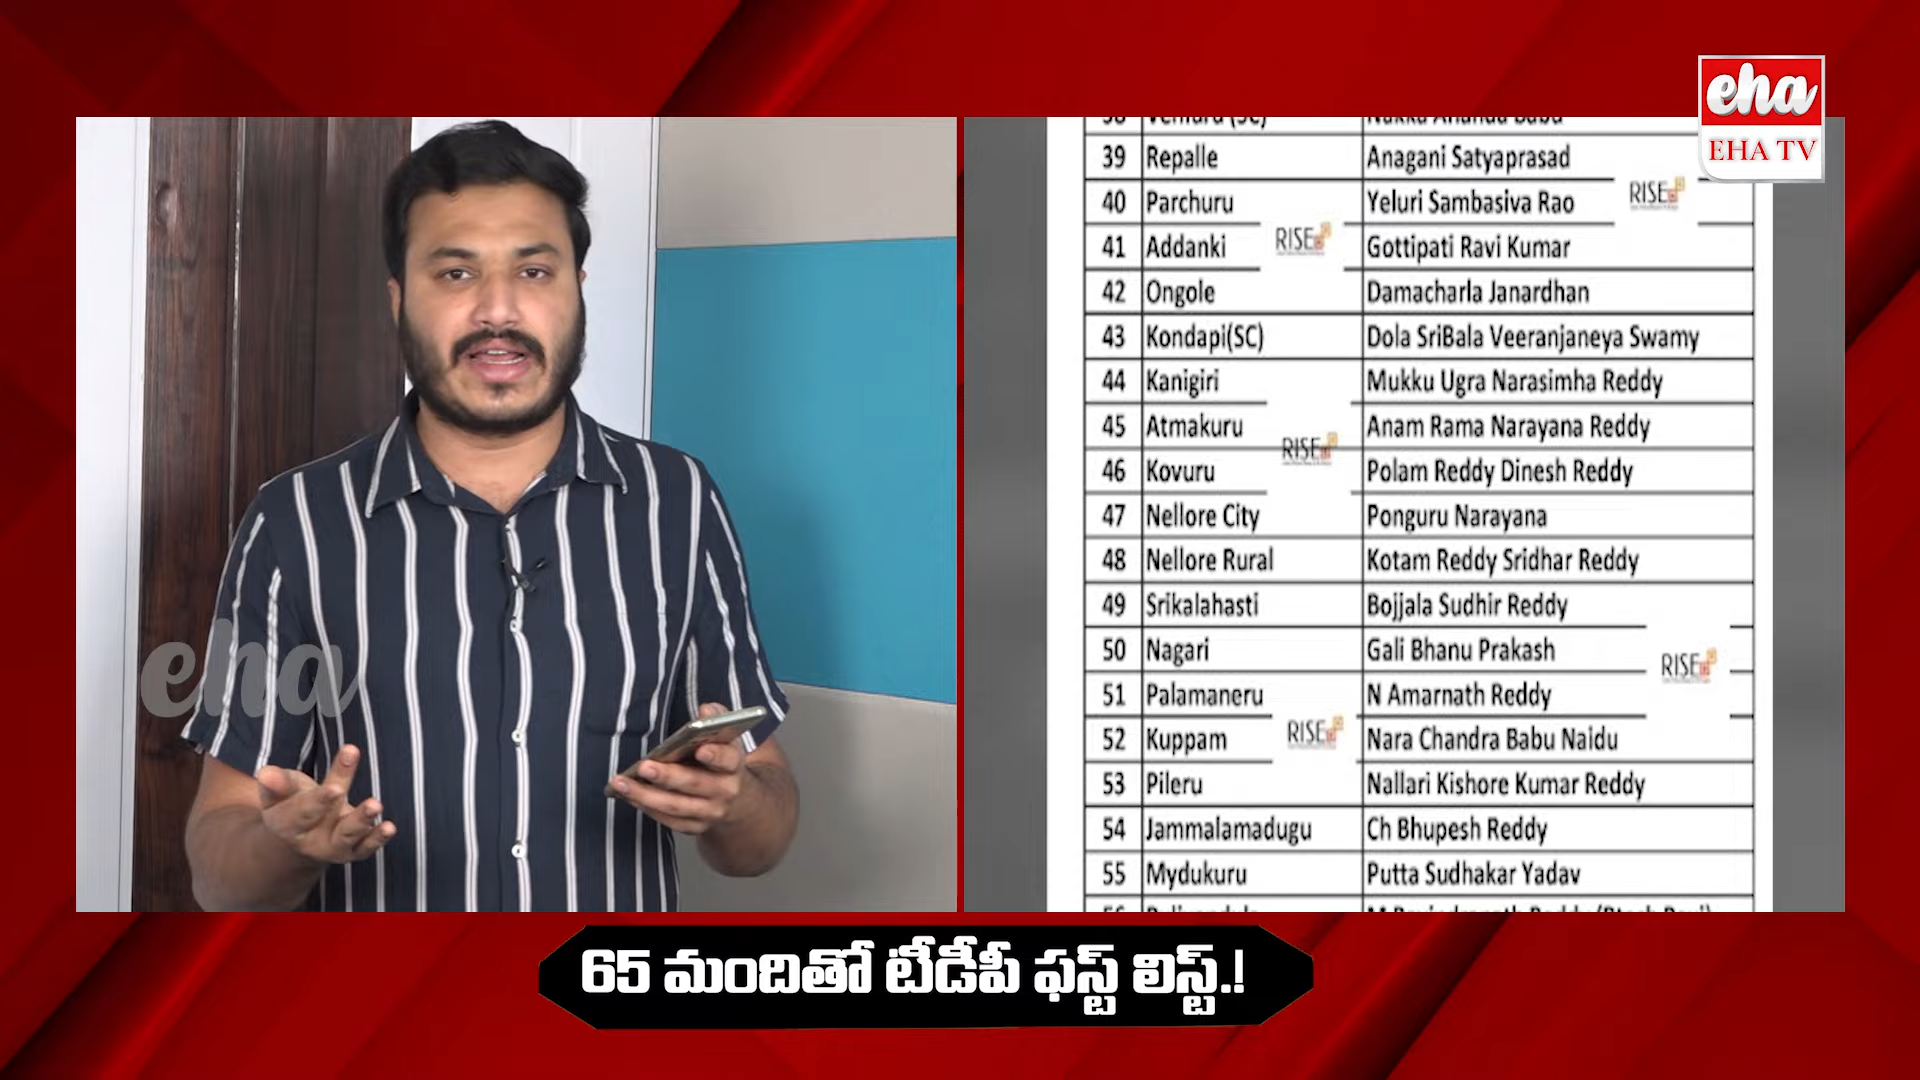 eha
EHA TV
39 Repalle Anagani Satyaprasad
40 Parchuru Yeluri Sambasiva Rao
RISE
RISE
41 Addanki Gottipati Ravi Kumar
42 Ongole Damacharla Janardhan
43 Kondapi(SC) Dola SriBala Veeranjaneya Swamy
44 Kanigiri Mukku Ugra Narasimha Reddy
45 Atmakuru Anam Rama Narayana Reddy
RISE
46 Kovuru Polam Reddy Dinesh Reddy
47 Nellore City Ponguru Narayana
48 Nellore Rural Kotam Reddy Sridhar Reddy
49 Srikalahasti Bojjala Sudhir Reddy
50 Nagari Gali Bhanu Prakash
RISE
51 Palamaneru N Amarnath Reddy
52 Kuppam Nara Chandra Babu Naidu
RISE
53 Pileru Nallari Kishore Kumar Reddy
54 Jammalamadugu Ch Bhupesh Reddy
55 Mydukuru Putta Sudhakar Yadav
eha
65 మందితో టీడీపీ ఫస్ట్ లిస్ట్.!